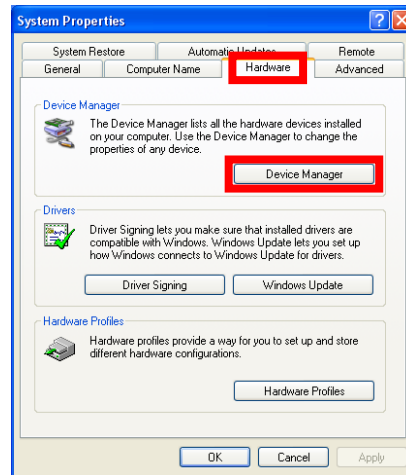 System Properties
System Restore Automatic Updates Remote
General Computer Name Hardware Advanced
Device Manager
The Device Manager lists all the hardware devices installed
on your computer. Use the Device Manager to change the
properties of any device.
Device Manager
Drivers
Driver Signing lets you make sure that installed drivers are
compatible with Windows. Windows Update lets you set up
how Windows connects to Windows Update for drivers.
Driver Signing Windows Update
Hardware Profiles
Hardware profiles provide a way for you to set up and store
different hardware configurations.
Hardware Profiles
OK Cancel Apply